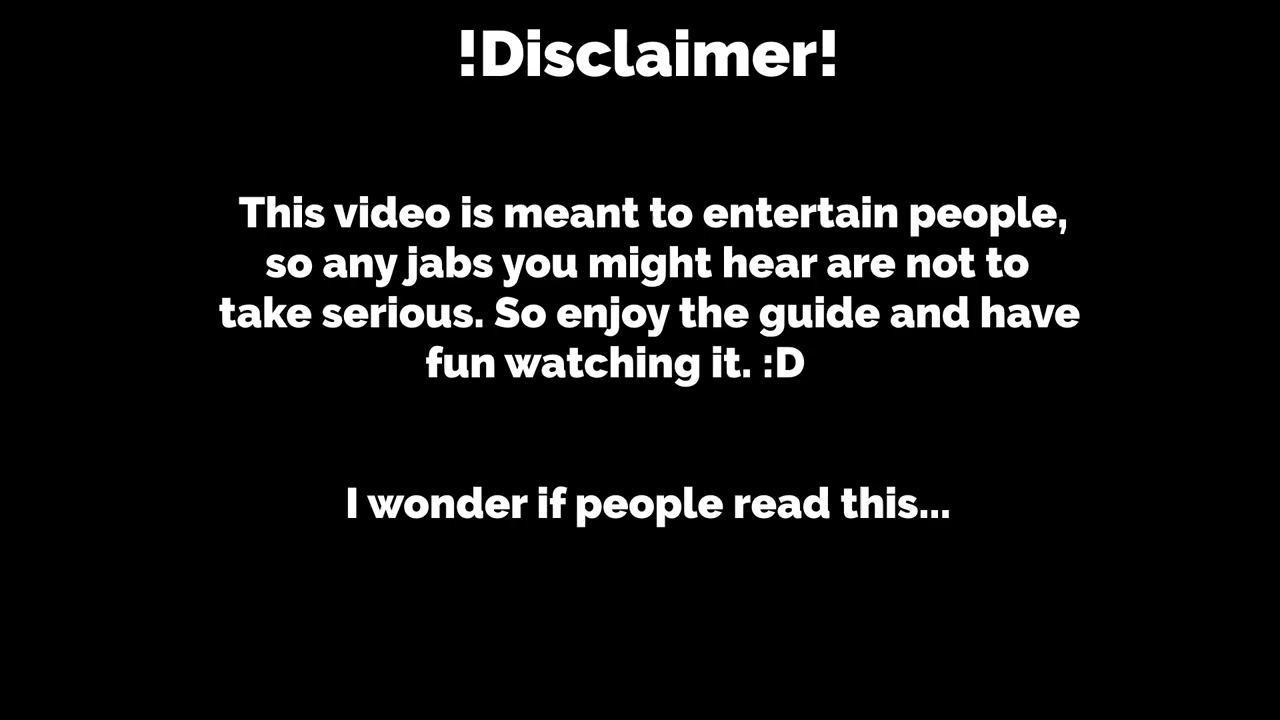 !Disclaimer!
This video is meant to entertain people,
so any jabs you might hear are not to
take serious. So enjoy the guide and have
fun watching it. :D
I wonder if people read this...